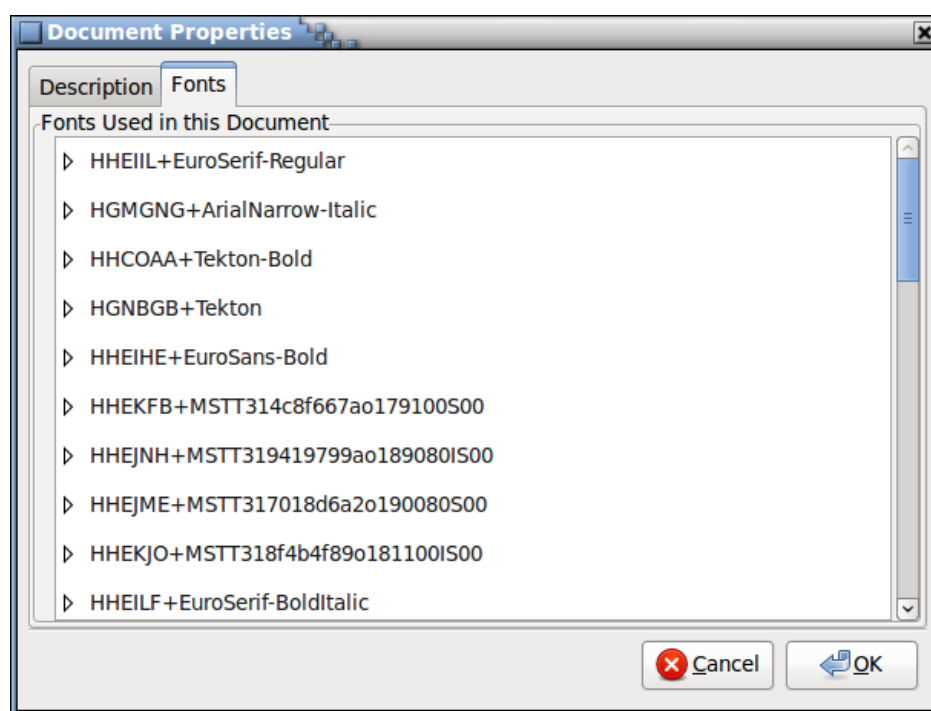 Document Properties
Description Fonts
Fonts Used in this Document
HHEIIL+EuroSerif-Regular
HGMGNG+ArialNarrow-Italic
HHCOAA+Tekton-Bold
HGNBGB+Tekton
HHEIHE+EuroSans-Bold
HHEKFB+MSTT314c8f667ao179100S00
HHEJNH+MSTT319419799ao189080IS00
HHEJME+MSTT317018d6a2o190080S00
HHEKJO+MSTT318f4b4f89o181100IS00
HHEILF+EuroSerif-BoldItalic
Cancel OK